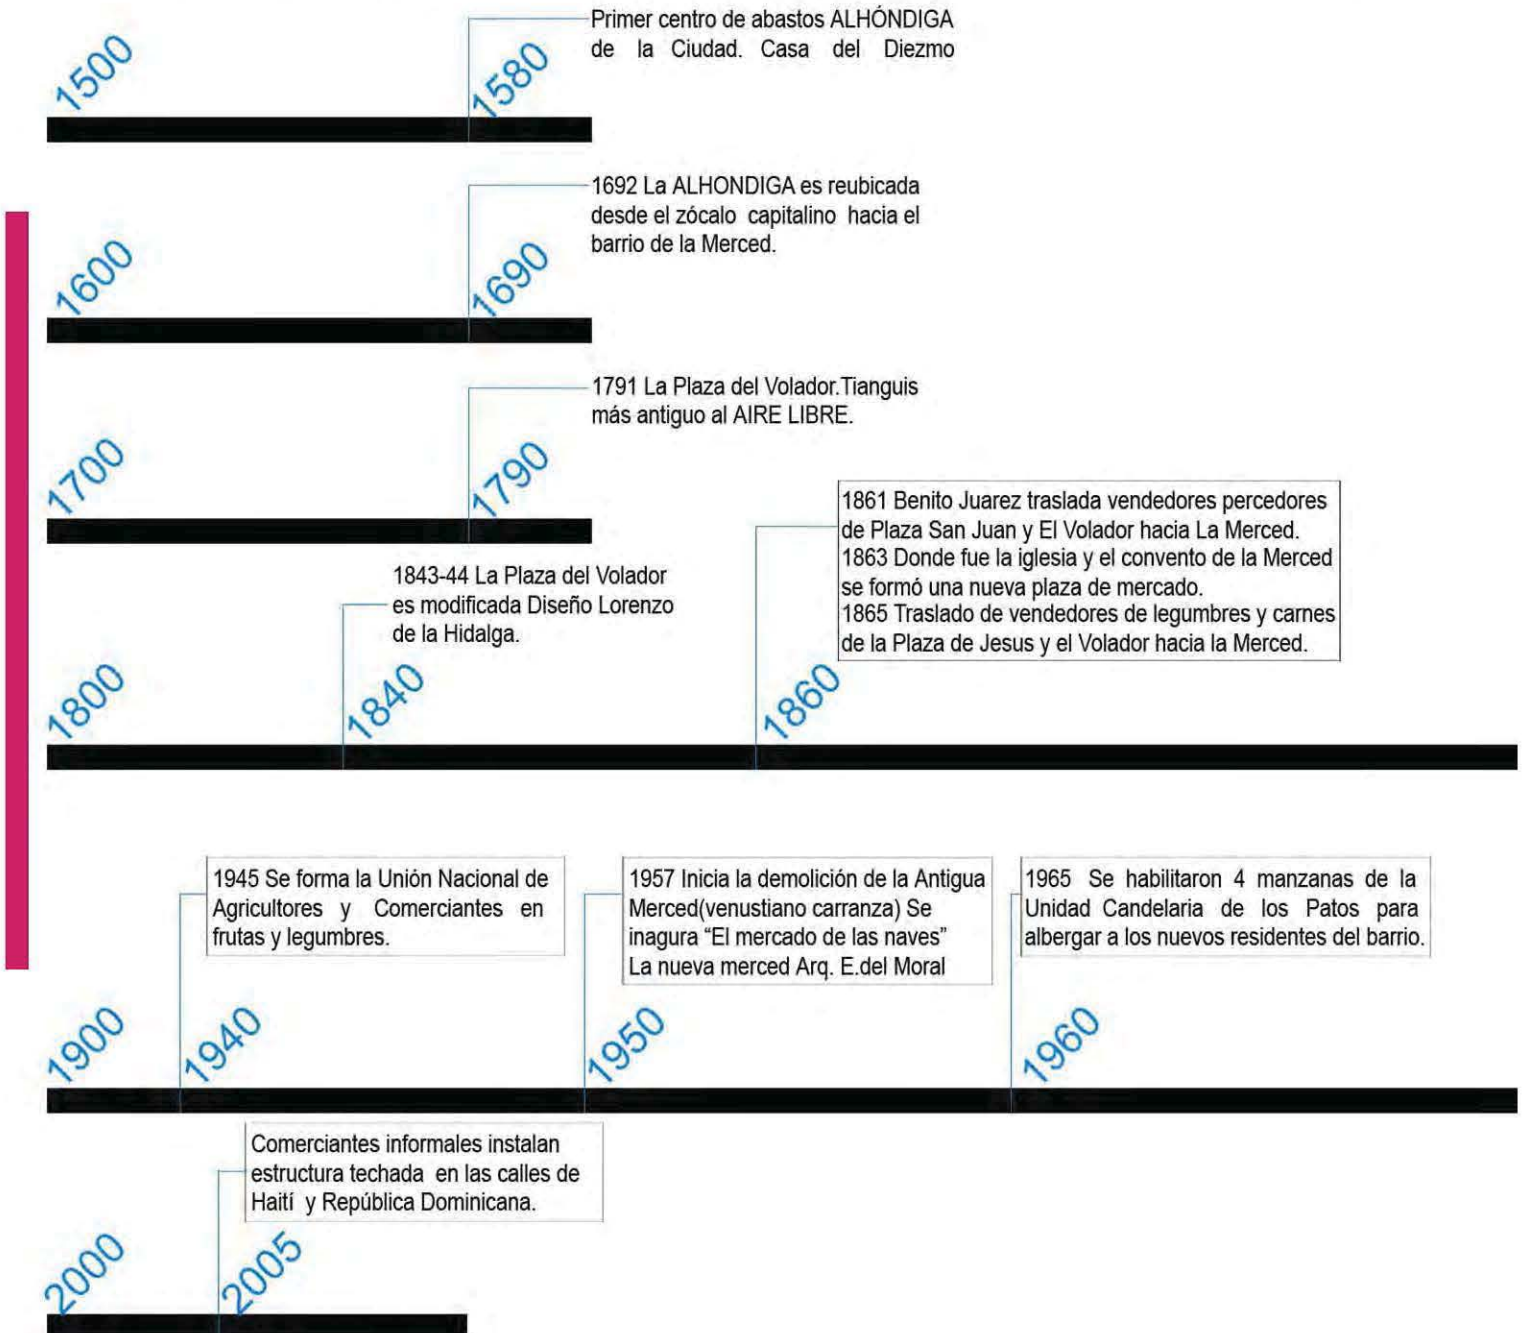 Primer centro de abastos ALHÓNDIGA
de la Ciudad. Casa del Diezmo
1500
1580
1692 La ALHONDIGA es reubicada
desde el zócalo capitalino hacia el
barrio de la Merced.
1600
1690
1791 La Plaza del Volador.Tianguis
más antiguo al AIRE LIBRE.
1700
1790
1861 Benito Juarez traslada vendedores percedores
de Plaza San Juan y El Volador hacia La Merced.
1863 Donde fue la iglesia y el convento de la Merced
se formó una nueva plaza de mercado.
1865 Traslado de vendedores de legumbres y carnes
de la Plaza de Jesus y el Volador hacia la Merced.
1843-44 La Plaza del Volador
es modificada Diseño Lorenzo
de la Hidalga.
1800
1840
1860
1945 Se forma la Unión Nacional de
Agricultores y Comerciantes en
frutas y legumbres.
1957 Inicia la demolición de la Antigua
Merced(venustiano carranza) Se
inagura “El mercado de las naves”
La nueva merced Arq. E.del Moral
1965 Se habilitaron 4 manzanas de la
Unidad Candelaria de los Patos para
albergar a los nuevos residentes del barrio.
1900
1940
1950
1960
Comerciantes informales instalan
estructura techada en las calles de
Haití y República Dominicana.
2000
2005